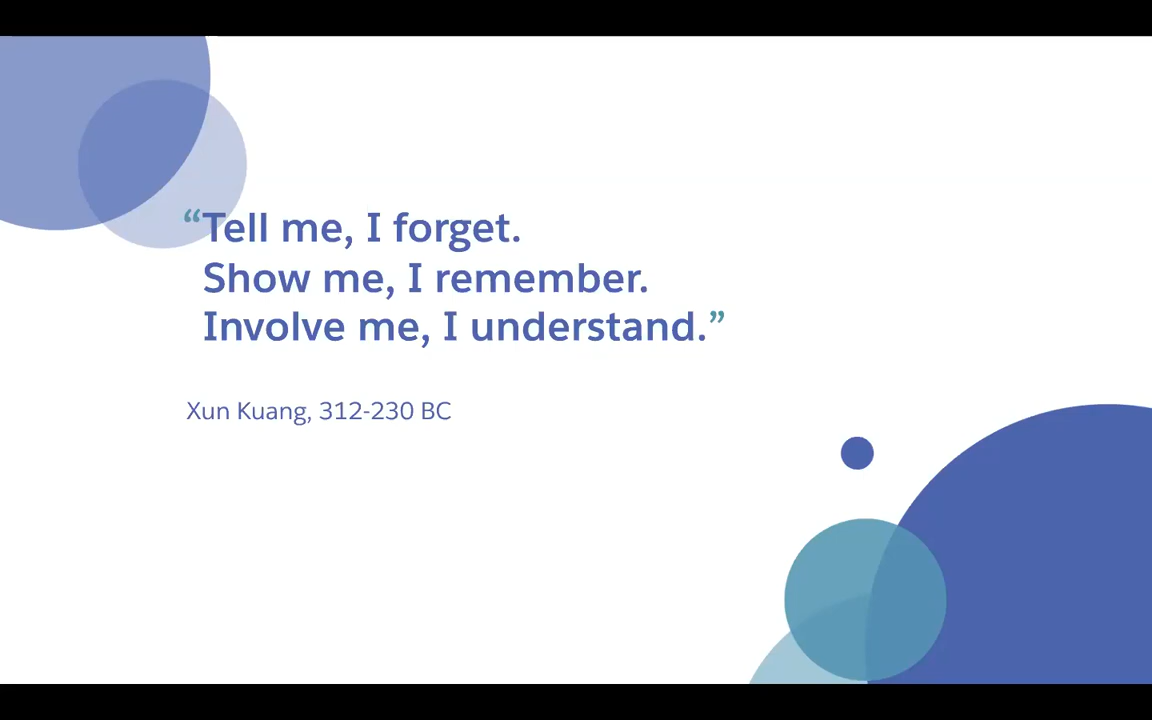 “Tell me, I forget.
Show me, I remember.
Involve me, I understand.”
Xun Kuang, 312-230 BC